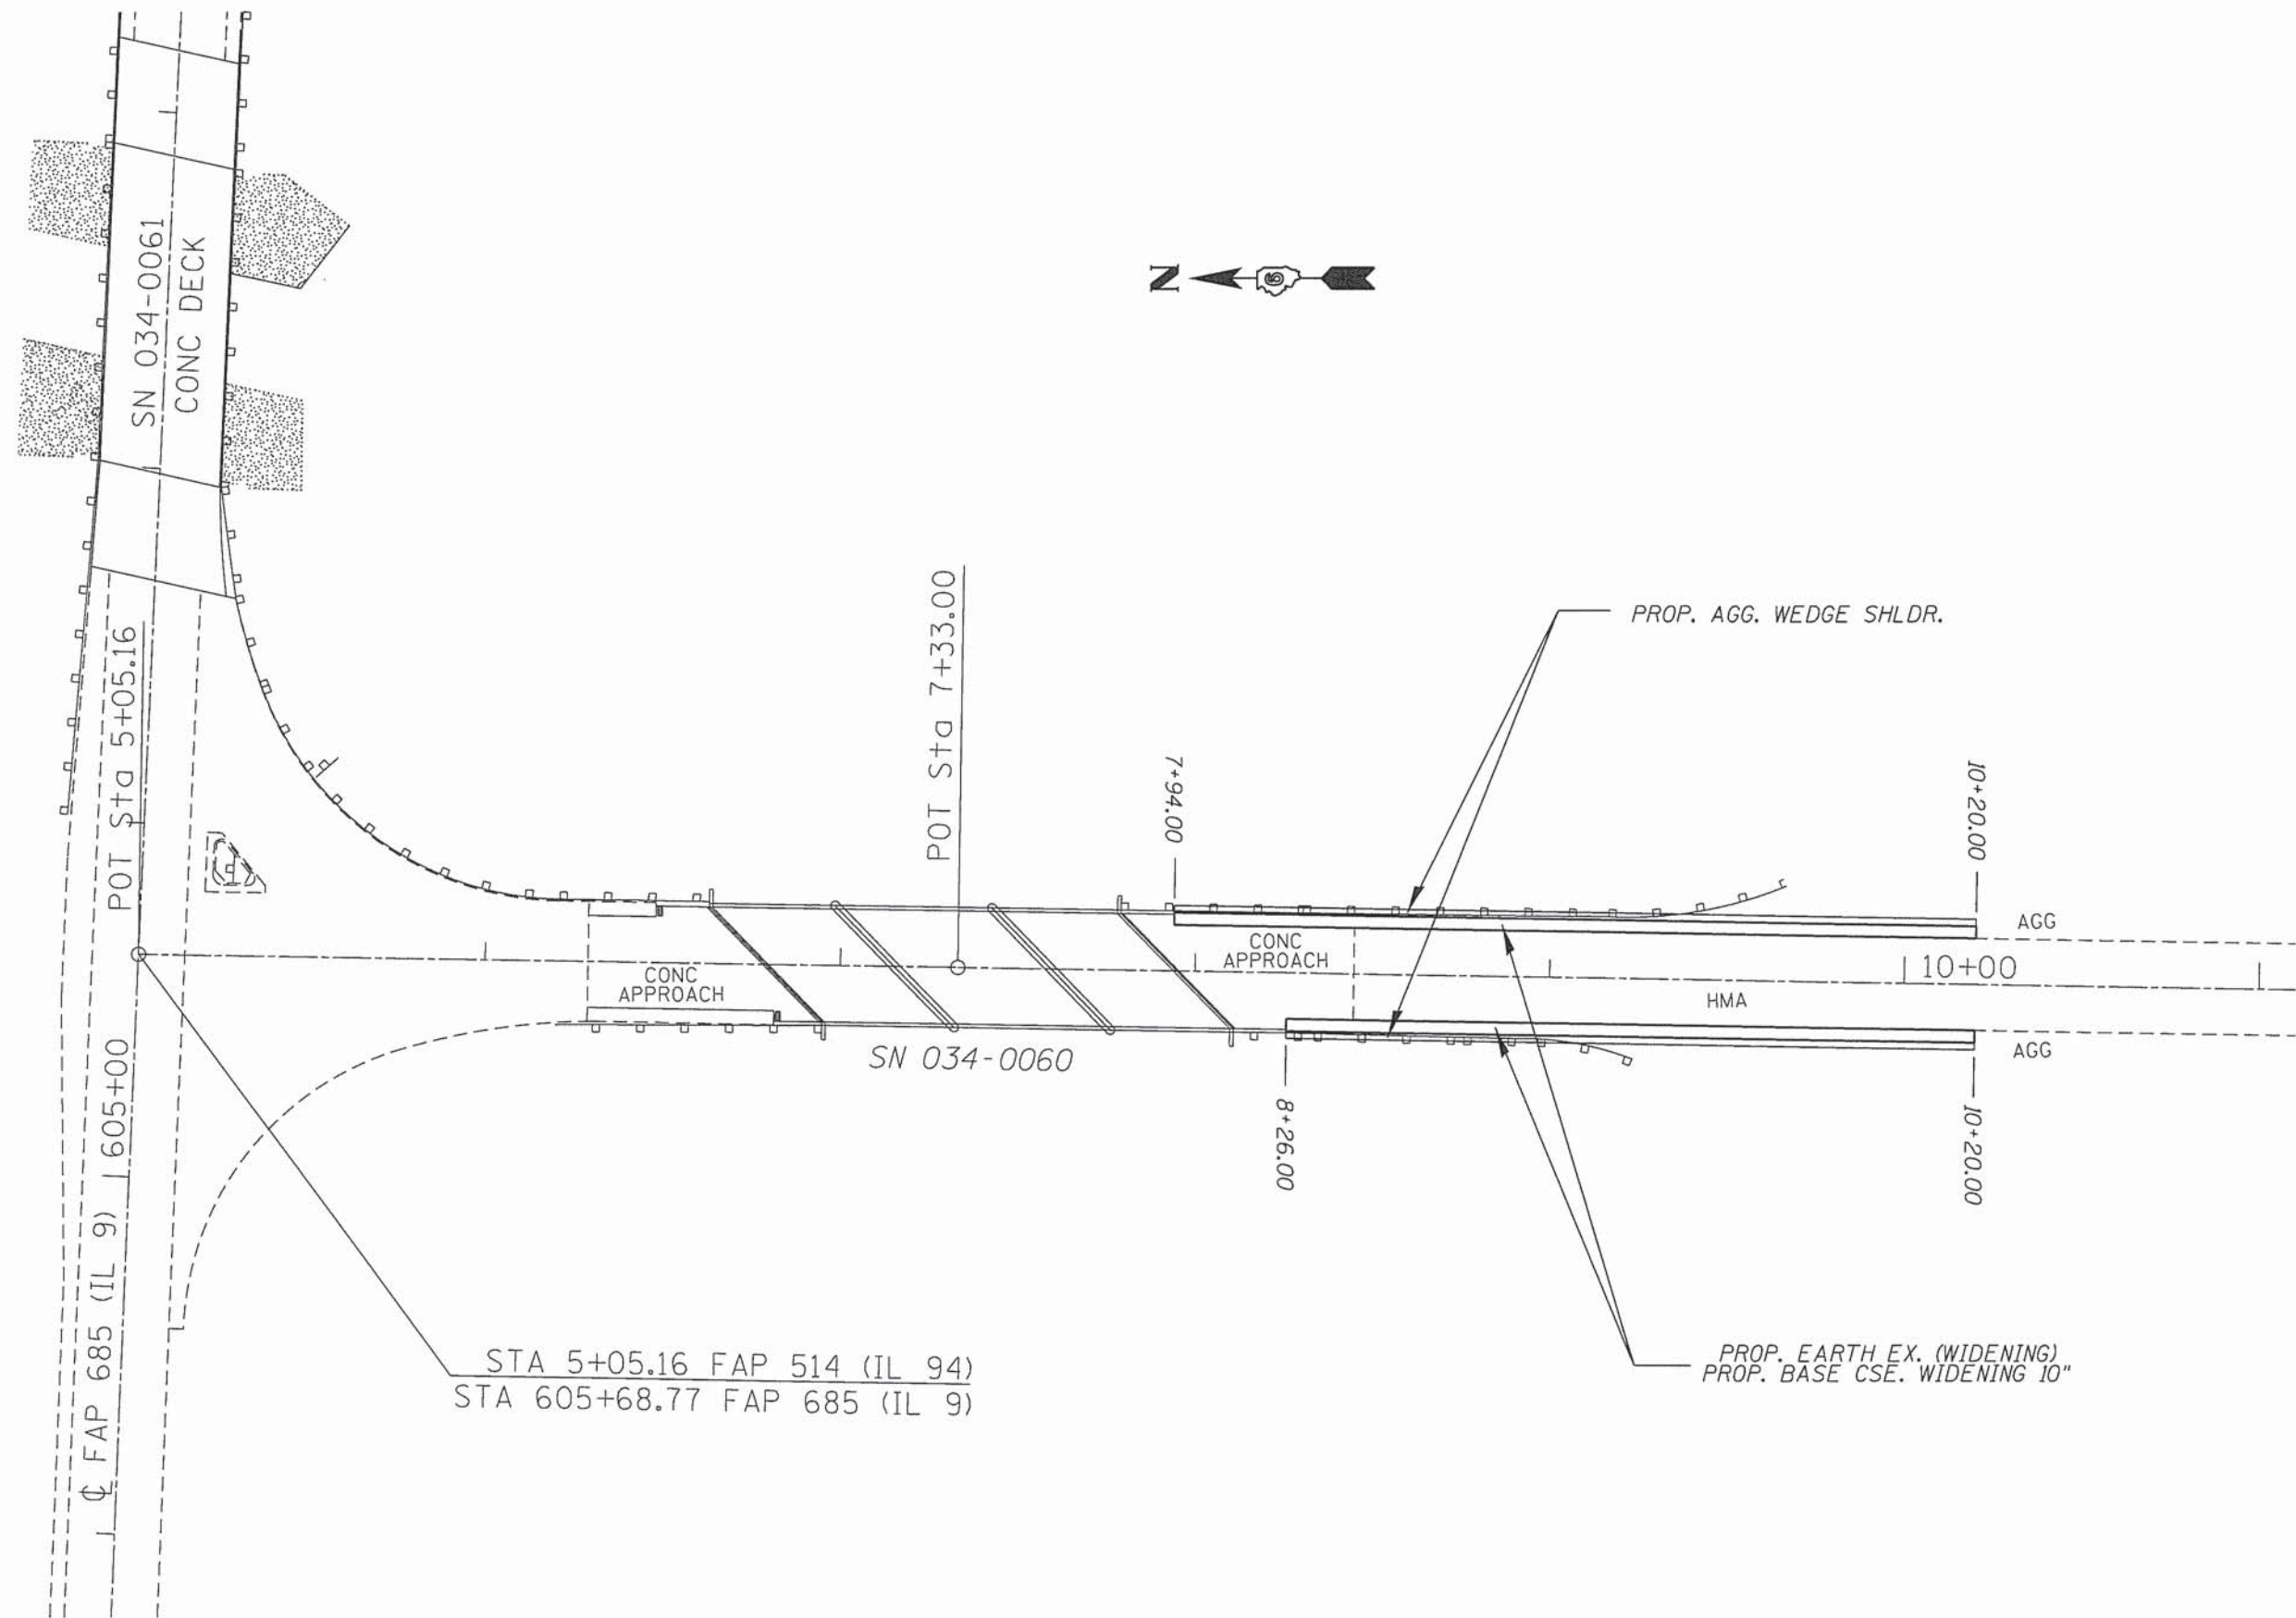 SN 034-0061
CONC DECK
N
6
POT Sta 5+05.16
POT Sta 7+33.00
PROP. AGG. WEDGE SHLDR.
7+94.00
10+20.00
AGG
CONC
APPROACH
CONC
APPROACH
10+00
HMA
AGG
SN 034-0060
8+26.00
10+20.00
℄ FAP 685 (IL 9)
605+00
STA 5+05.16 FAP 514 (IL 94)
STA 605+68.77 FAP 685 (IL 9)
PROP. EARTH EX. (WIDENING)
PROP. BASE CSE. WIDENING 10"